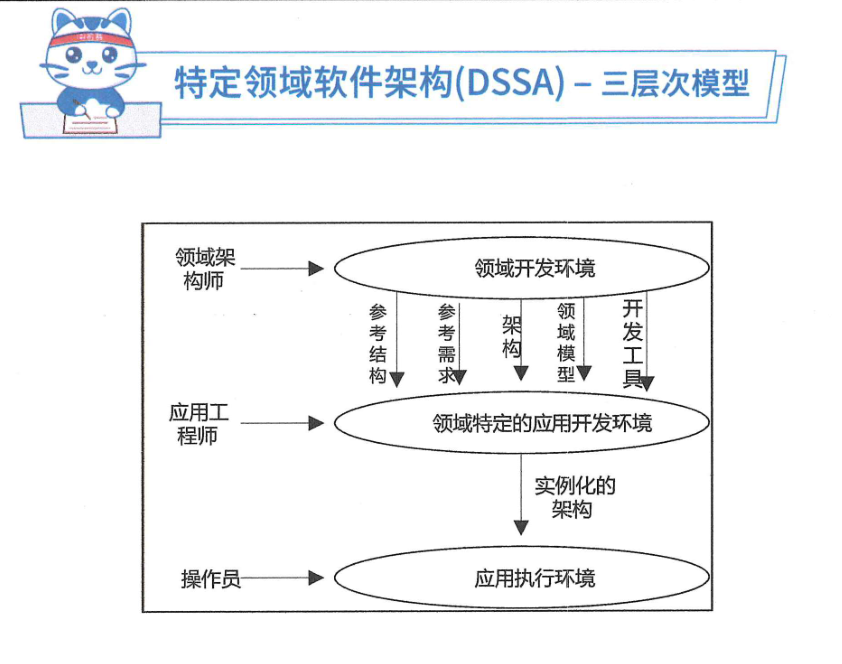 特定领域软件架构(DSSA) – 三层次模型
领域架
构师
领域开发环境
参考结构
参考需求
架构
领域模型
开发工具
应用工
程师
领域特定的应用开发环境
实例化的
架构
操作员
应用执行环境